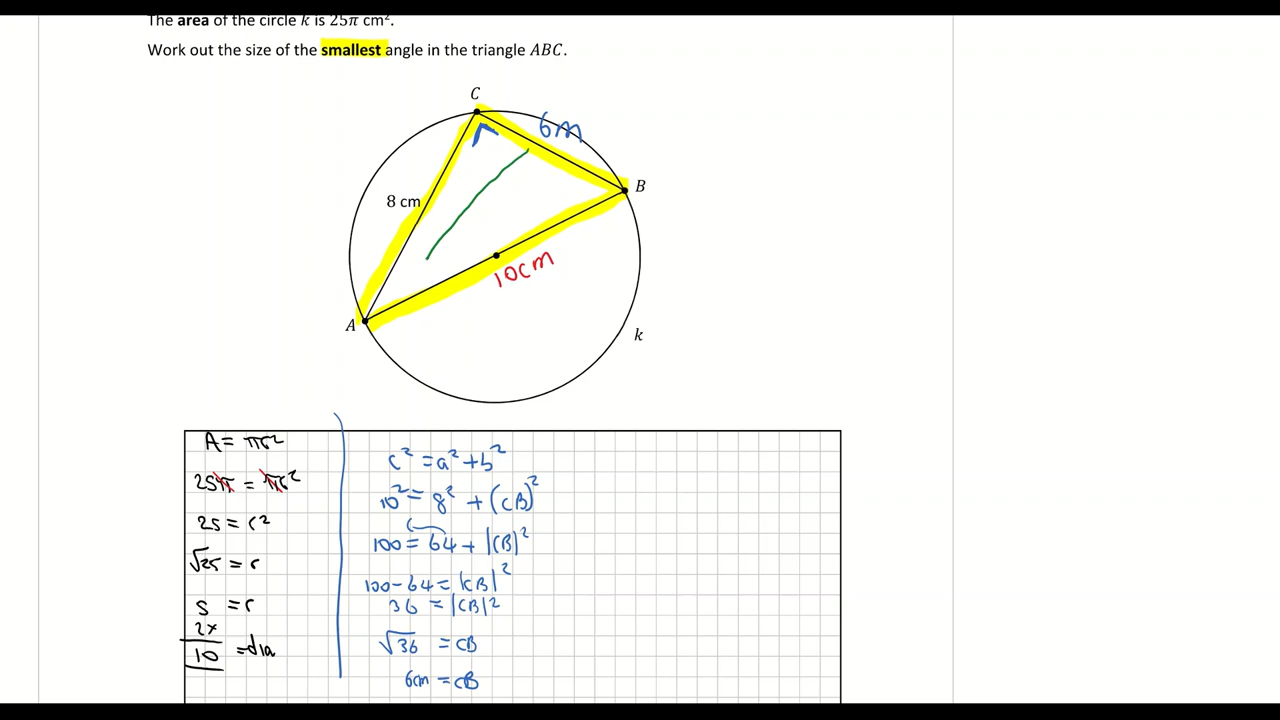 The area of the circle k is 25π cm².
Work out the size of the smallest angle in the triangle ABC.
C
6m
B
8 cm
10cm
A
k
A = πr²
25π = πr²
25 = r²
√25 = r
5 = r
2x
10 = dia
c² = a² + b²
10² = 8² + (CB)²
100 = 64 + |CB|²
100 - 64 = |CB|²
36 = |CB|²
√36 = CB
6cm = CB